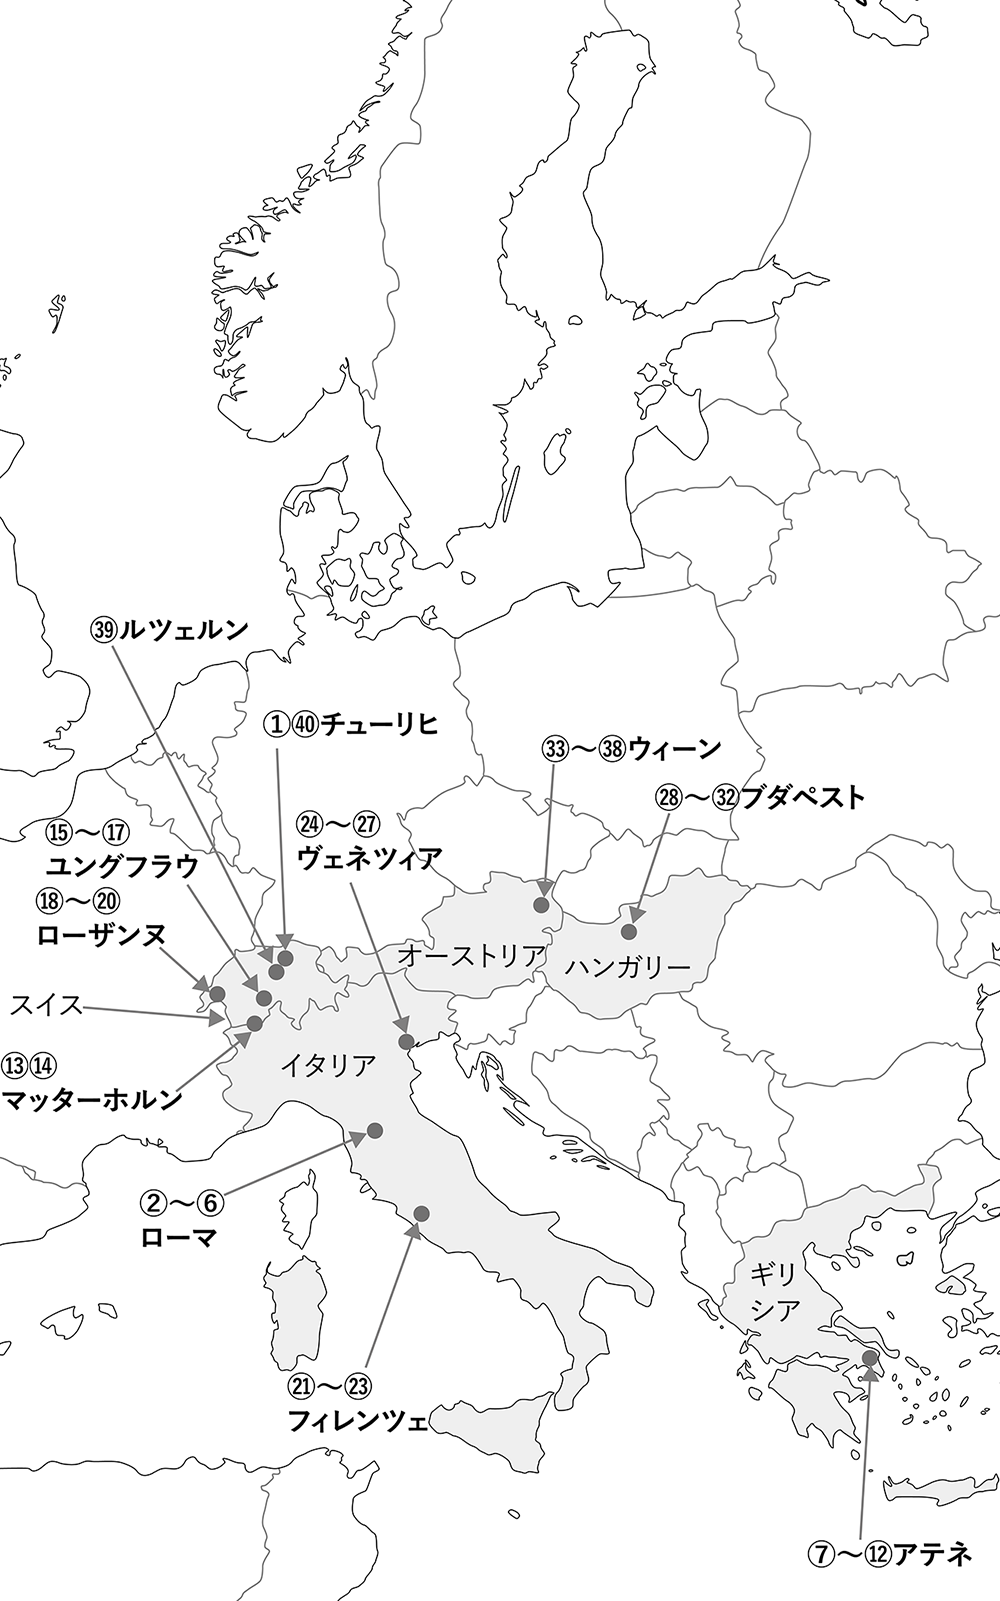 ㊴ルツェルン
①㊵チューリヒ
㉝〜㊳ウィーン
㉘〜㉜ブダペスト
㉔〜㉗
ヴェネツィア
⑮〜⑰
ユングフラウ
⑱〜⑳
ローザンヌ
オーストリア
ハンガリー
スイス
イタリア
⑬⑭
マッターホルン
②〜⑥
ローマ
ギリ
シア
㉑〜㉓
フィレンツェ
⑦〜⑫アテネ